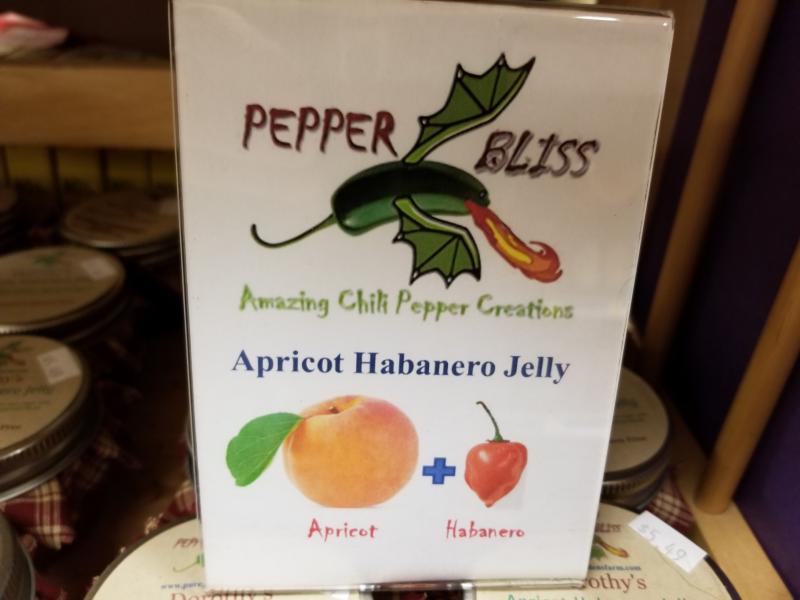 PEPPER BLISS
Amazing Chili Pepper Creations
Apricot Habanero Jelly
Apricot Habanero
$5.49